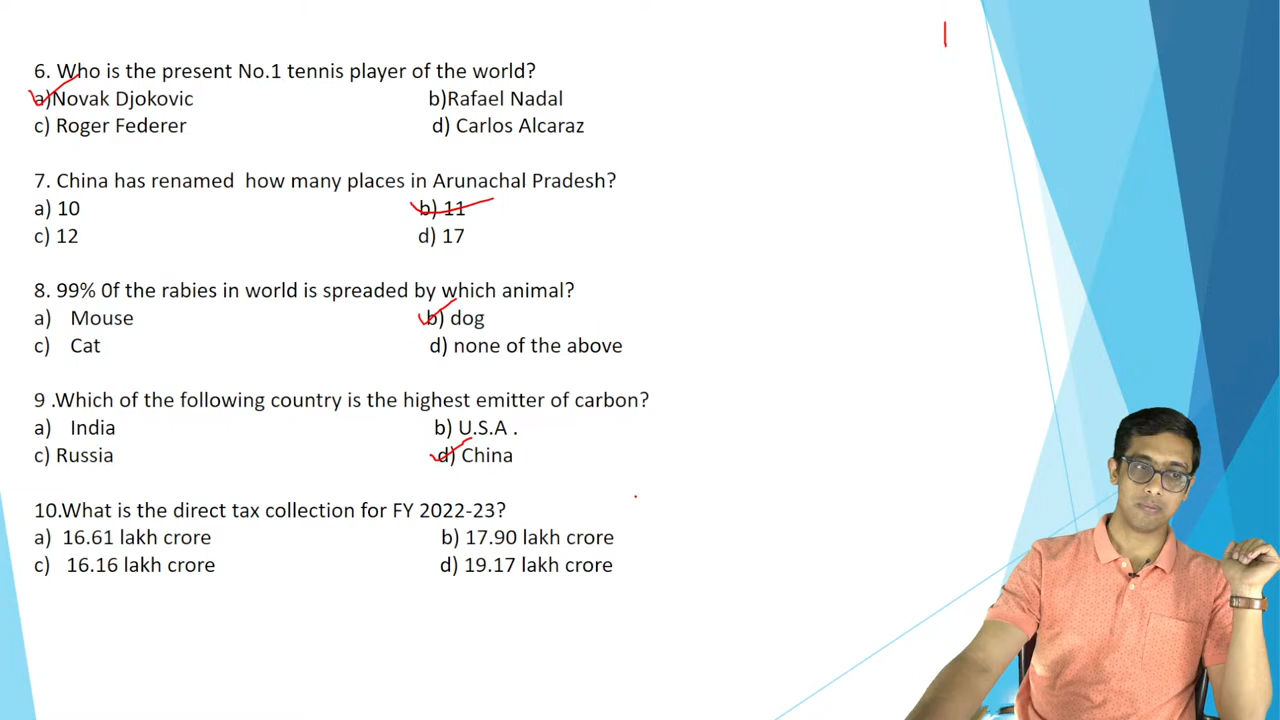 6. Who is the present No.1 tennis player of the world?
a)Novak Djokovic b)Rafael Nadal
c) Roger Federer d) Carlos Alcaraz
7. China has renamed how many places in Arunachal Pradesh?
a) 10 b) 11
c) 12 d) 17
8. 99% 0f the rabies in world is spreaded by which animal?
a) Mouse b) dog
c) Cat d) none of the above
9 .Which of the following country is the highest emitter of carbon?
a) India b) U.S.A .
c) Russia d) China
10.What is the direct tax collection for FY 2022-23?
a) 16.61 lakh crore b) 17.90 lakh crore
c) 16.16 lakh crore d) 19.17 lakh crore